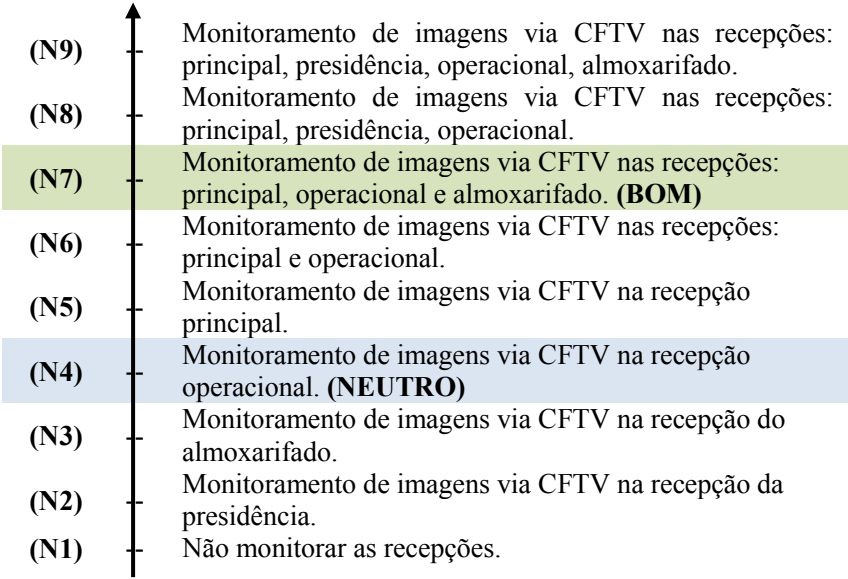 (N9) Monitoramento de imagens via CFTV nas recepções:
principal, presidência, operacional, almoxarifado.
(N8) Monitoramento de imagens via CFTV nas recepções:
principal, presidência, operacional.
(N7) Monitoramento de imagens via CFTV nas recepções:
principal, operacional e almoxarifado. (BOM)
(N6) Monitoramento de imagens via CFTV nas recepções:
principal e operacional.
(N5) Monitoramento de imagens via CFTV na recepção
principal.
(N4) Monitoramento de imagens via CFTV na recepção
operacional. (NEUTRO)
(N3) Monitoramento de imagens via CFTV na recepção do
almoxarifado.
(N2) Monitoramento de imagens via CFTV na recepção da
presidência.
(N1) Não monitorar as recepções.